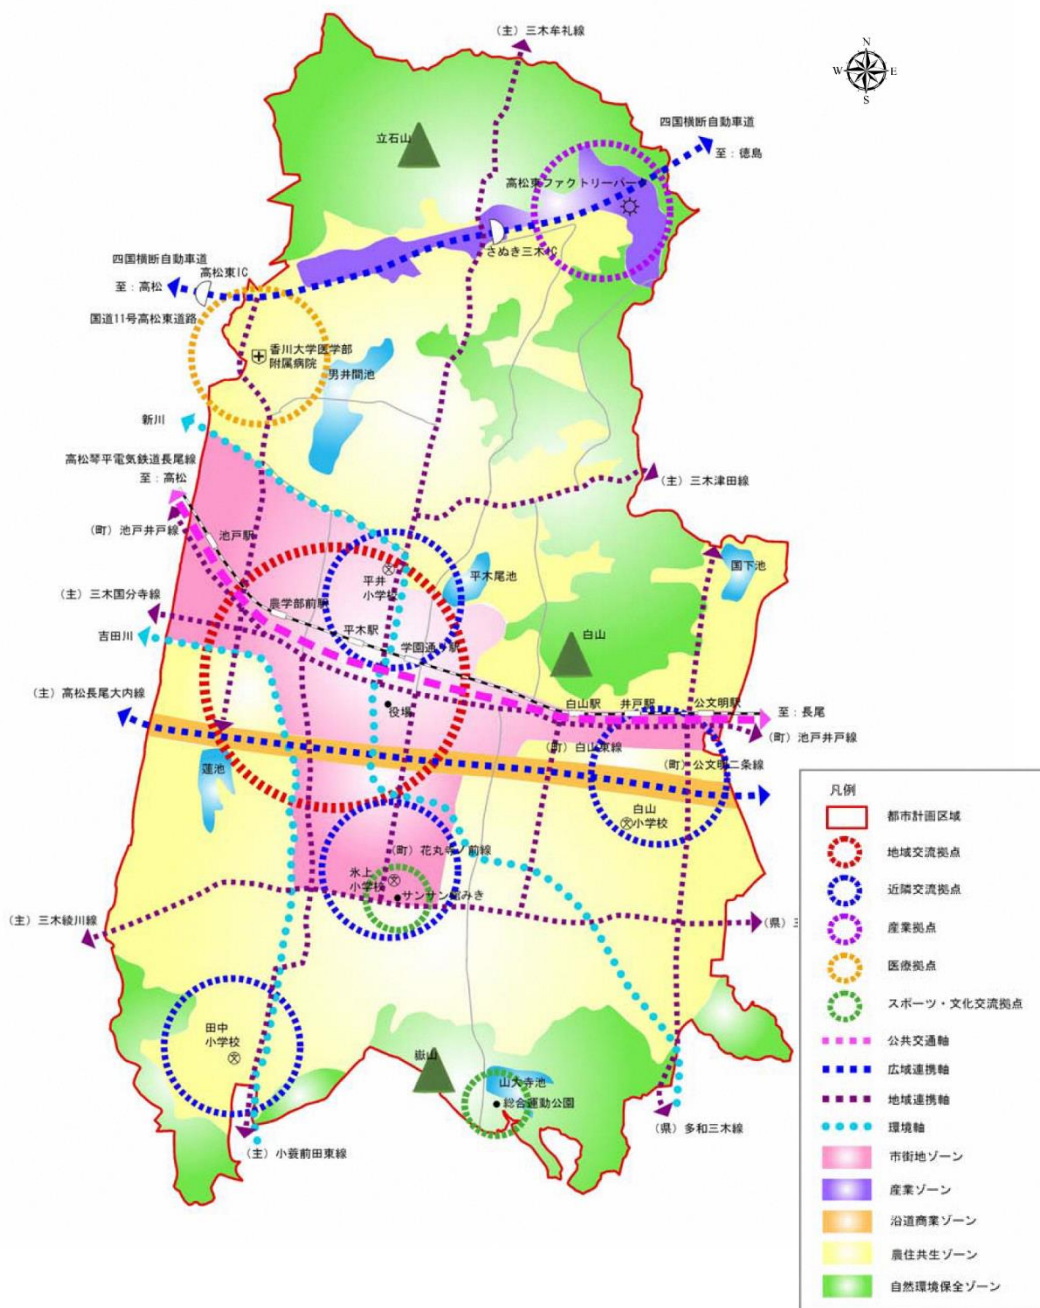 (主)三木牟礼線
N
W
E
S
四国横断自動車道
至:徳島
立石山
高松東ファクトリーパーク
さぬき三木IC
四国横断自動車道
高松東IC
至:高松
国道11号高松東道路
香川大学医学部
附属病院
男井間池
新川
高松琴平電気鉄道長尾線
至:高松
(主)三木津田線
(町)池戸井戸線
池戸駅
国下池
平井
小学校
平木尾池
(主)三木国分寺線
農学部前駅
平木駅
学園通り駅
白山
吉田川
(主)高松長尾大内線
役場
白山駅
井戸駅
公文明駅
至:長尾
(町)池戸井戸線
(町)白山東線
(町)公文明二条線
蓮池
白山
小学校
(町)花丸寺ノ前線
氷上
小学校
サンサン館みき
(主)三木綾川線
(県)三
田中
小学校
嶽山
山大寺池
総合運動公園
(県)多和三木線
(主)小蓑前田東線
凡例
都市計画区域
地域交流拠点
近隣交流拠点
産業拠点
医療拠点
スポーツ・文化交流拠点
公共交通軸
広域連携軸
地域連携軸
環境軸
市街地ゾーン
産業ゾーン
沿道商業ゾーン
農住共生ゾーン
自然環境保全ゾーン